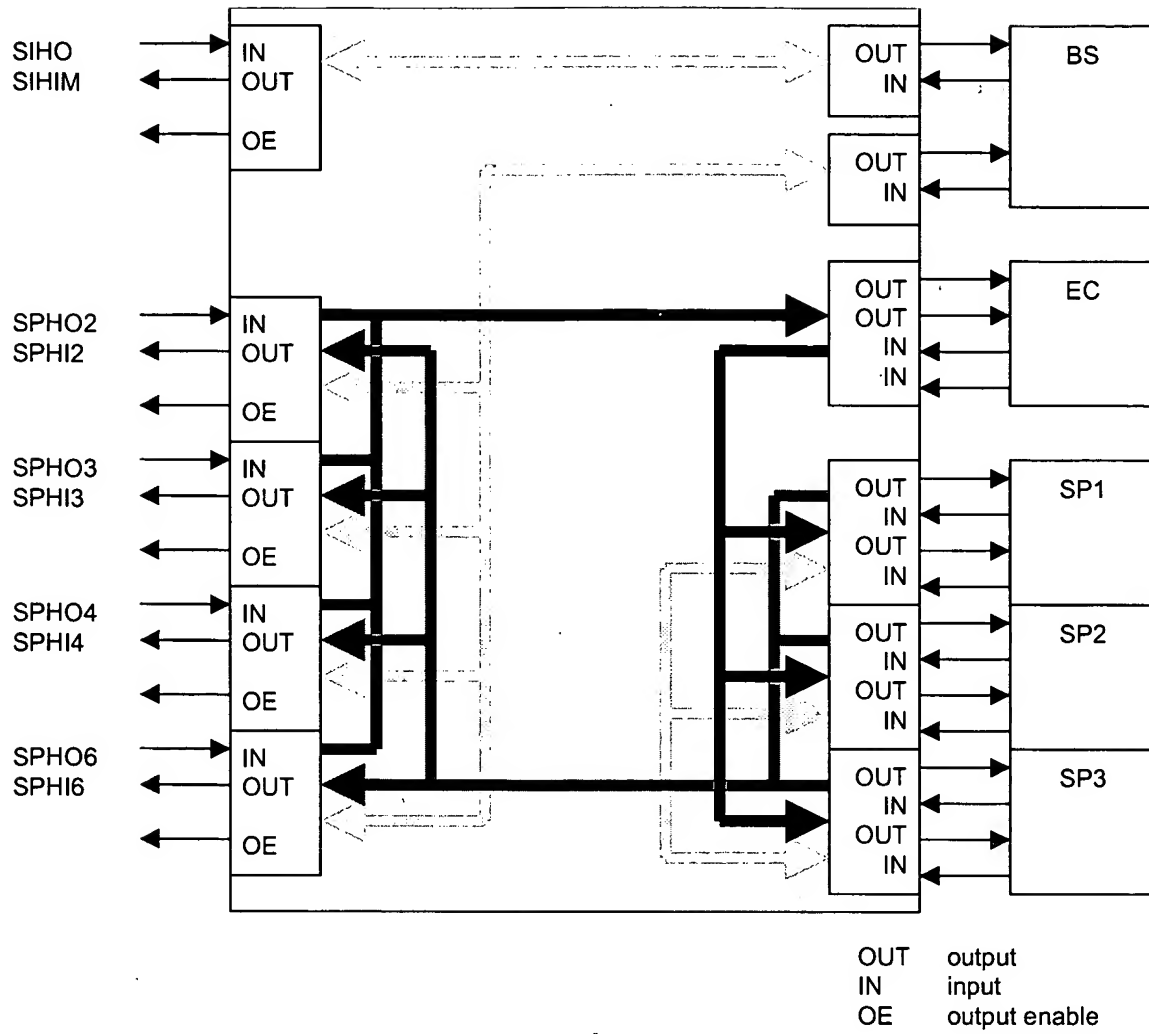 SIHO
SIHIM
IN
OUT
OE
OUT
IN
BS
OUT
IN
SPHO2
SPHI2
IN
OUT
OE
OUT
OUT
IN
IN
EC
SPHO3
SPHI3
IN
OUT
OE
OUT
IN
OUT
IN
SP1
SPHO4
SPHI4
IN
OUT
OE
OUT
IN
OUT
IN
SP2
SPHO6
SPHI6
IN
OUT
OE
OUT
IN
OUT
IN
SP3
OUT output
IN input
OE output enable